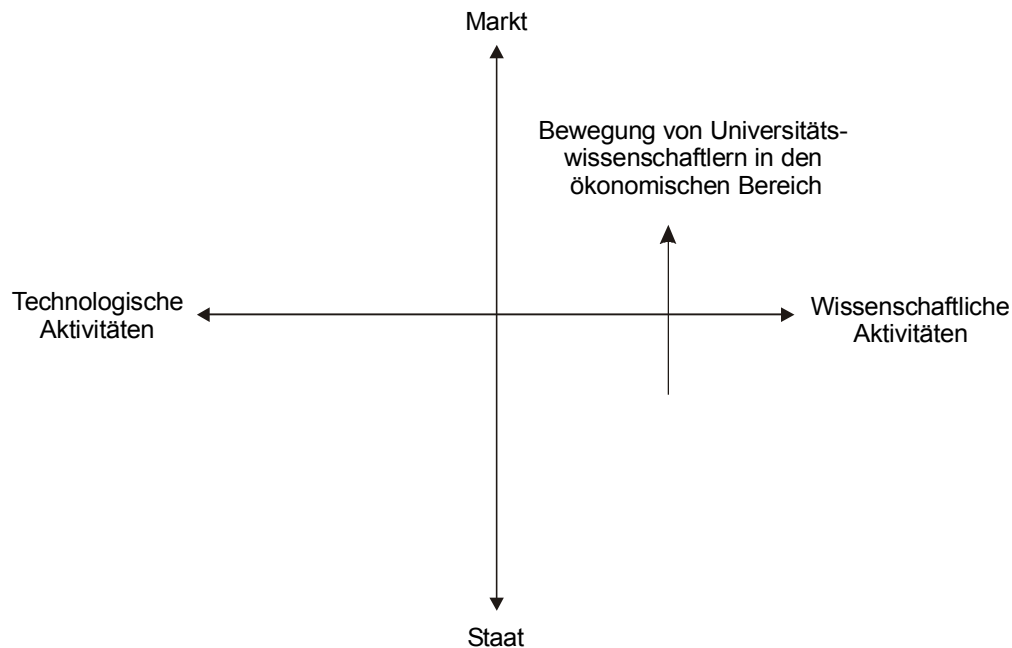 Markt
Bewegung von Universitäts-
wissenschaftlern in den
ökonomischen Bereich
Technologische
Aktivitäten
Wissenschaftliche
Aktivitäten
Staat